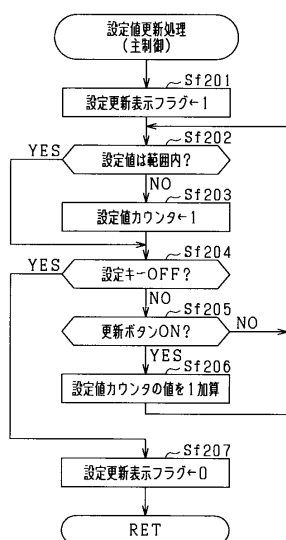 設定値更新処理
(主制御)
Sf201
設定更新表示フラグ←1
Sf202
YES
設定値は範囲内?
NO
Sf203
設定値カウンタ←1
Sf204
YES
設定キーOFF?
NO
Sf205
更新ボタンON?
NO
YES
Sf206
設定値カウンタの値を1加算
Sf207
設定更新表示フラグ←0
RET